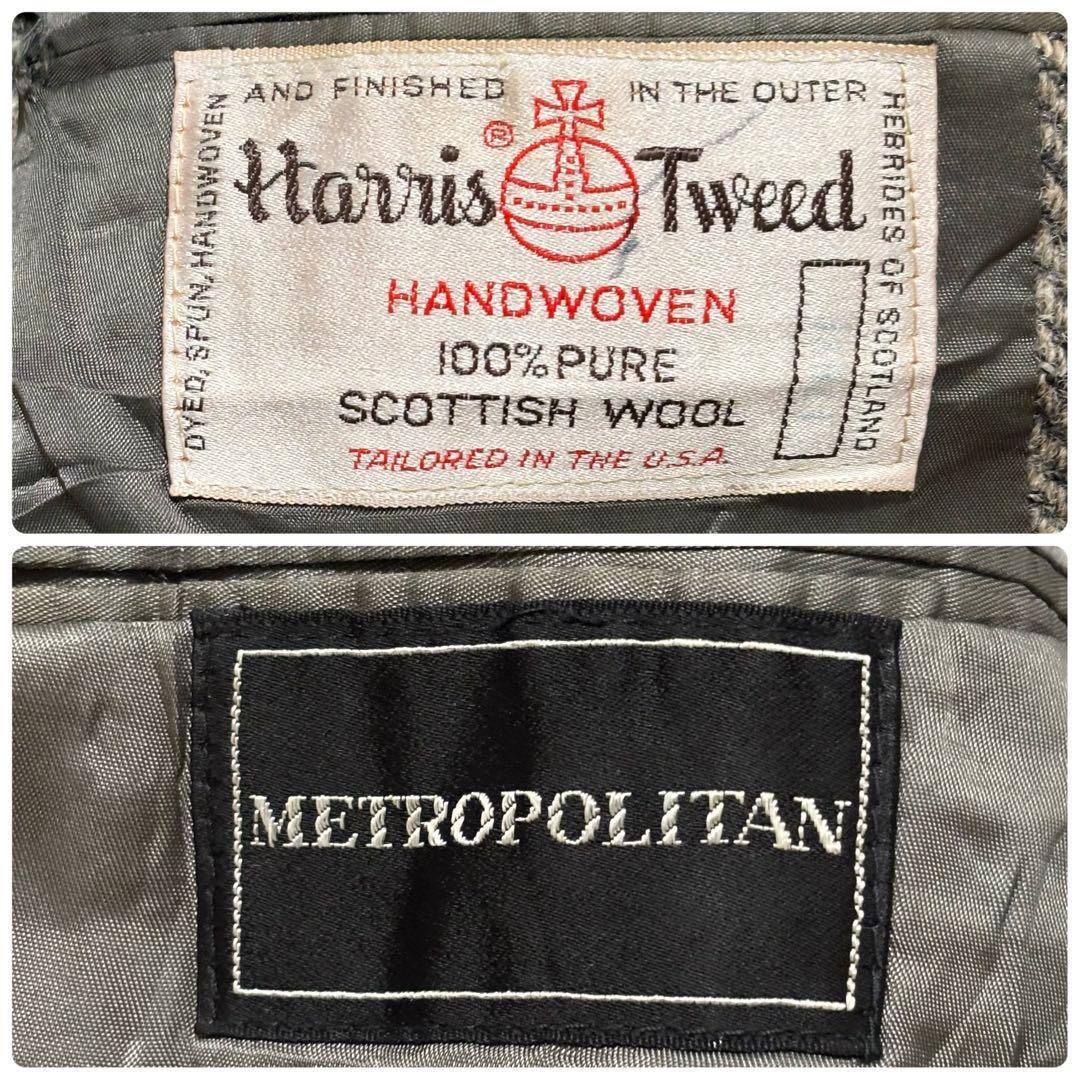 DYED, SPUN, HANDWOVEN
AND FINISHED IN THE OUTER
HEBRIDES OF SCOTLAND
Harris Tweed ®
HANDWOVEN
100% PURE
SCOTTISH WOOL
TAILORED IN THE U.S.A.
METROPOLITAN